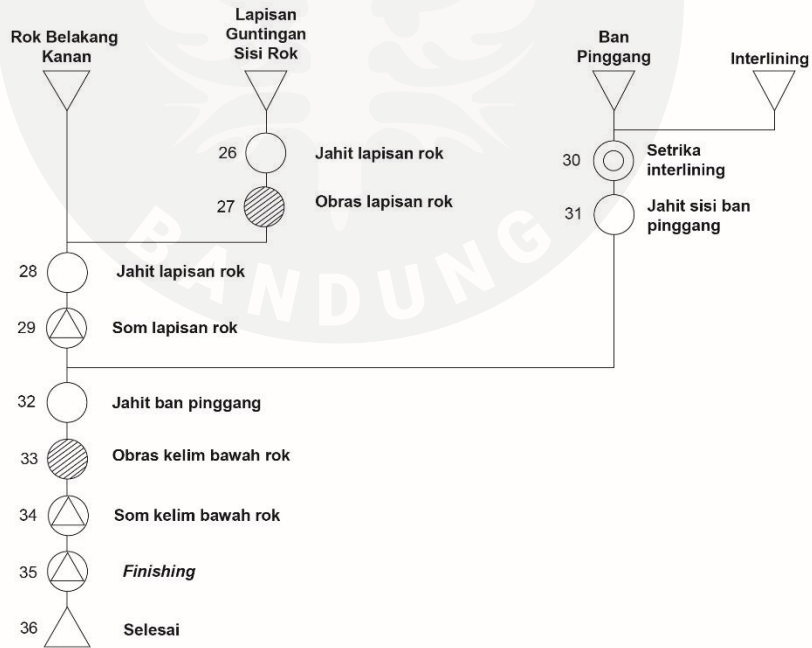 Rok Belakang
Kanan
Lapisan
Guntingan
Sisi Rok
Ban
Pinggang
Interlining
26 Jahit lapisan rok
27 Obras lapisan rok
30 Setrika
interlining
31 Jahit sisi ban
pinggang
BANDUNG
28 Jahit lapisan rok
29 Som lapisan rok
32 Jahit ban pinggang
33 Obras kelim bawah rok
34 Som kelim bawah rok
35 Finishing
36 Selesai